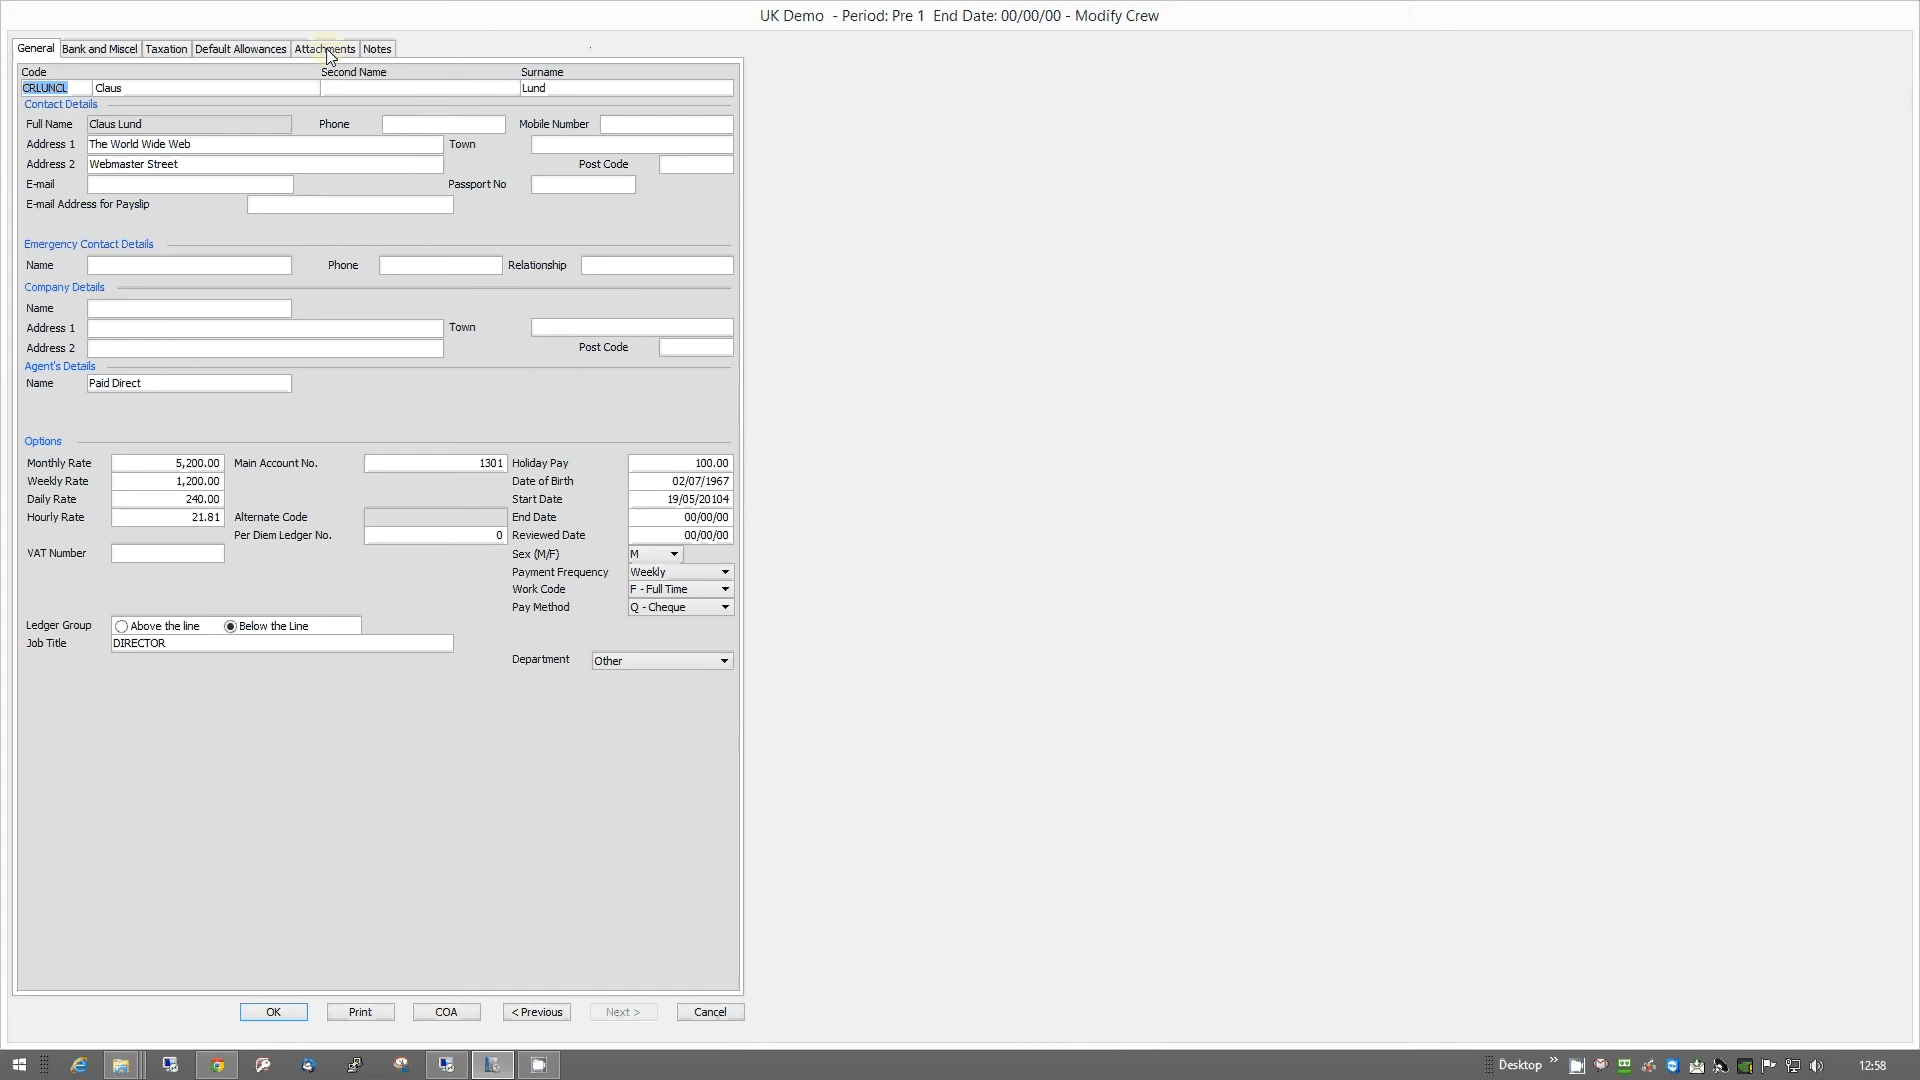 UK Demo - Period: Pre 1 End Date: 00/00/00 - Modify Crew
General Bank and Miscel Taxation Default Allowances Attachments Notes
Code Second Name Surname
CRLUNCL Claus Lund
Contact Details
Full Name Claus Lund Phone Mobile Number
Address 1 The World Wide Web Town
Address 2 Webmaster Street Post Code
E-mail Passport No
E-mail Address for Payslip
Emergency Contact Details
Name Phone Relationship
Company Details
Name
Address 1 Town
Address 2 Post Code
Agent's Details
Name Paid Direct
Options
Monthly Rate 5,200.00 Main Account No. 1301 Holiday Pay 100.00
Weekly Rate 1,200.00 Date of Birth 02/07/1967
Daily Rate 240.00 Start Date 19/05/20104
Hourly Rate 21.81 Alternate Code End Date 00/00/00
Per Diem Ledger No. 0 Reviewed Date 00/00/00
VAT Number Sex (M/F) M
Payment Frequency Weekly
Work Code F - Full Time
Pay Method Q - Cheque
Ledger Group Above the line Below the Line
Job Title DIRECTOR
Department Other
OK Print COA < Previous Next > Cancel
Desktop » 12:58